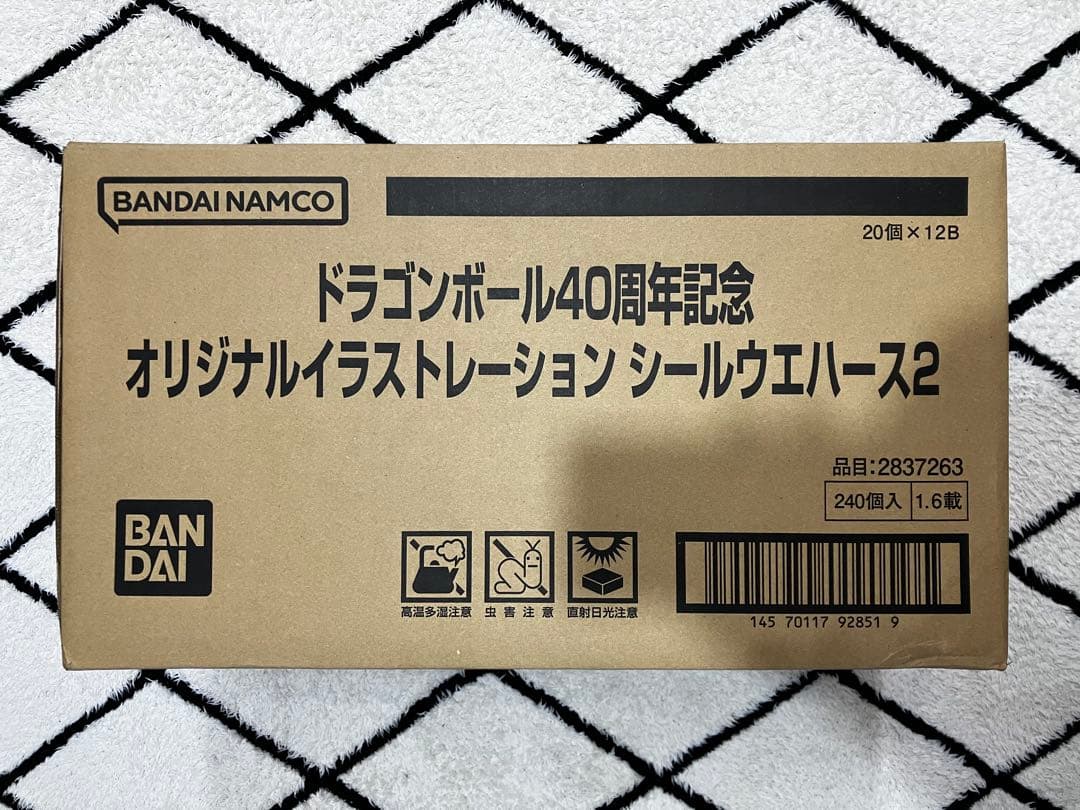 BANDAI NAMCO
20個×12B
ドラゴンボール40周年記念
オリジナルイラストレーション シールウエハース2
品目:2837263
240個入 1.6載
BAN
DAI
高温多湿注意 虫害注意 直射日光注意
145 70117 92851 9